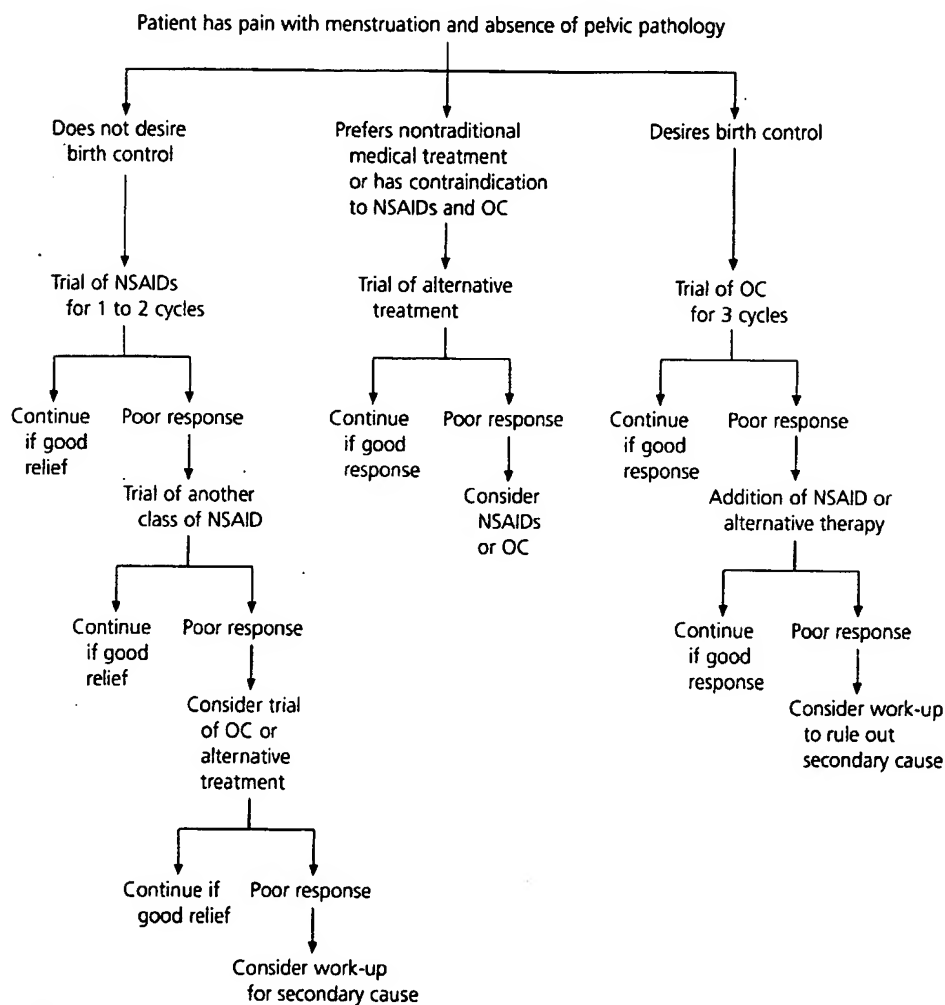 Patient has pain with menstruation and absence of pelvic pathology
Does not desire
birth control
Prefers nontraditional
medical treatment
or has contraindication
to NSAIDs and OC
Desires birth control
Trial of NSAIDs
for 1 to 2 cycles
Trial of alternative
treatment
Trial of OC
for 3 cycles
Continue
if good
relief
Poor response
Continue
if good
response
Poor response
Continue
if good
response
Poor response
Trial of another
class of NSAID
Consider
NSAIDs
or OC
Addition of NSAID or
alternative therapy
Continue
if good
relief
Poor response
Continue
if good
response
Poor response
Consider trial
of OC or
alternative
treatment
Consider work-up
to rule out
secondary cause
Continue if
good relief
Poor response
Consider work-up
for secondary cause